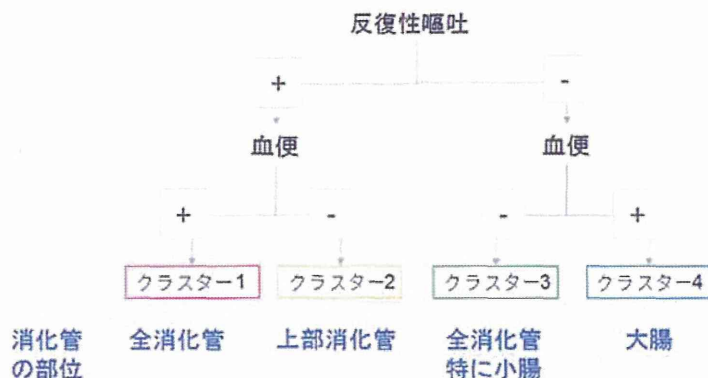 反復性嘔吐
+ -
血便 血便
+ - - +
クラスター1 クラスター2 クラスター3 クラスター4
消化管 全消化管 上部消化管 全消化管 大腸
の部位 特に小腸